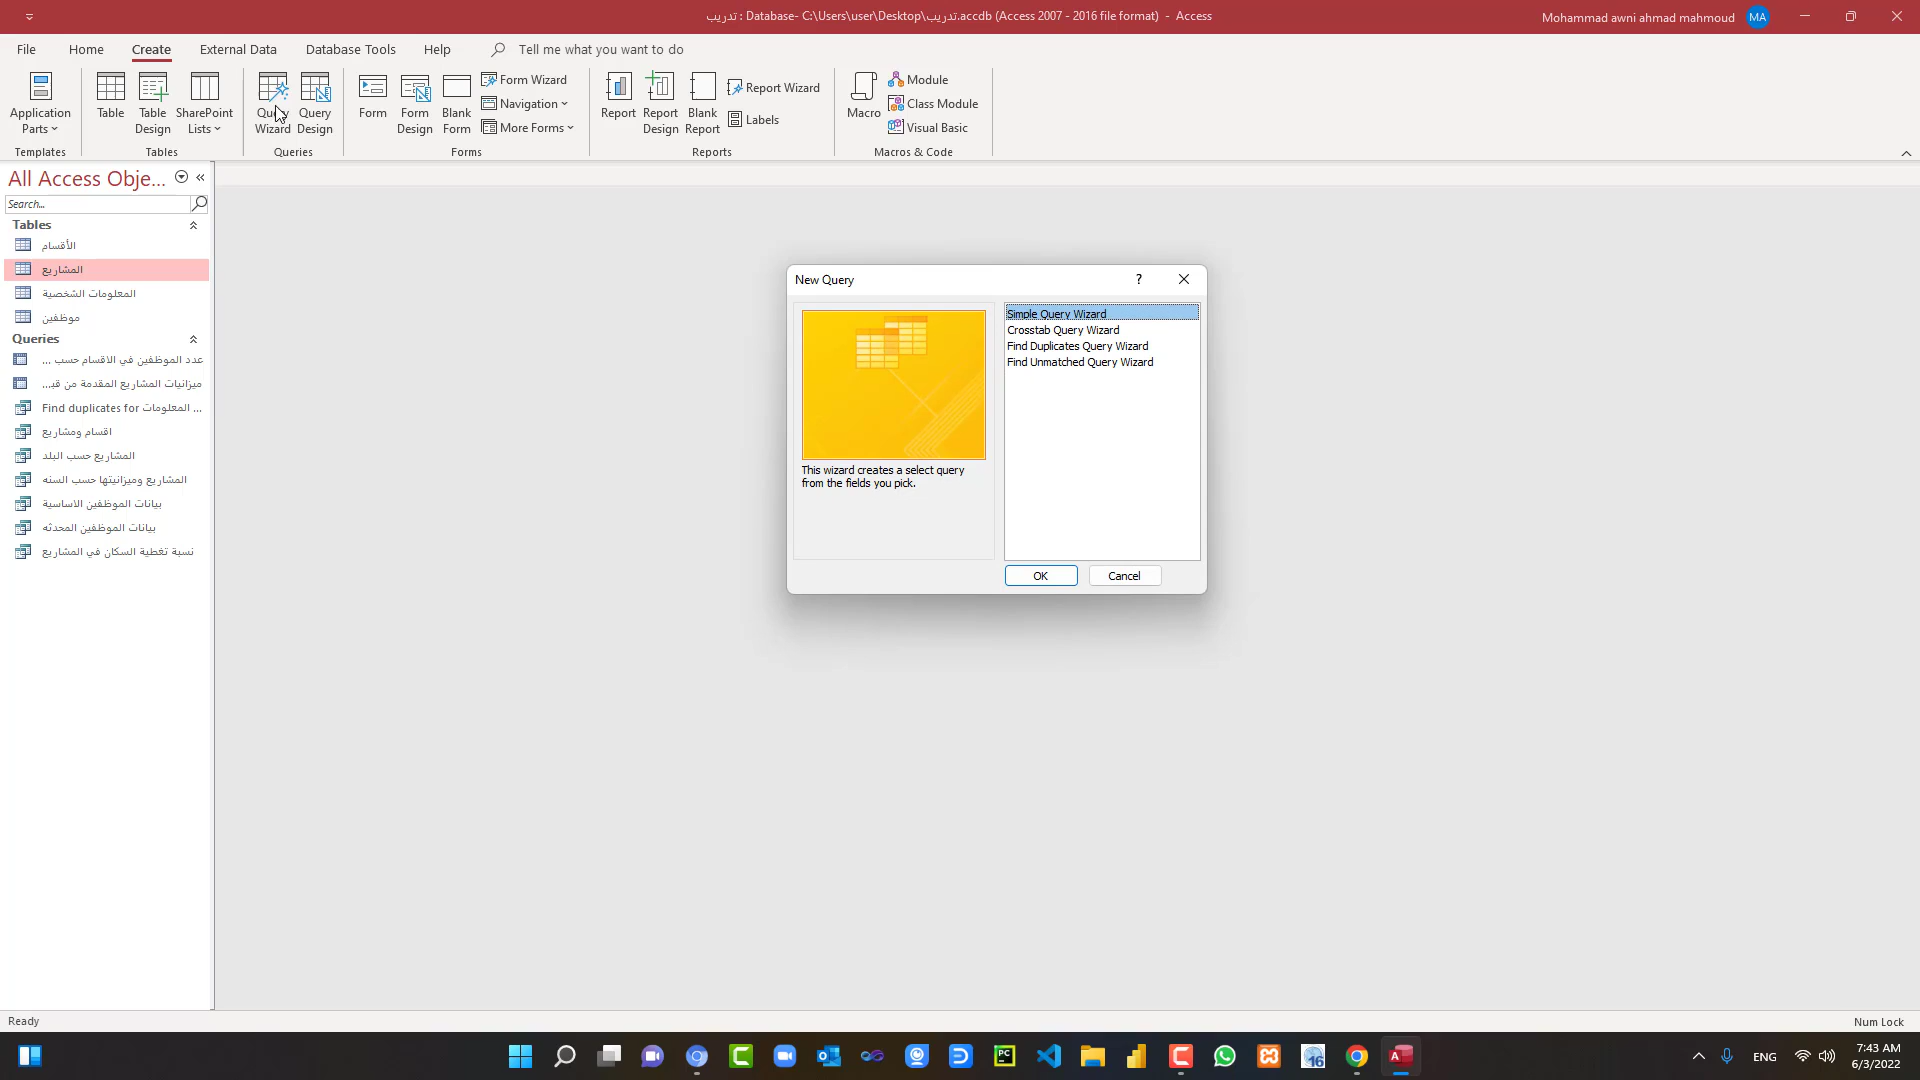 تدريب : Database- C:\Users\user\Desktop\تدريب.accdb (Access 2007 - 2016 file format) - Access
Mohammad awni ahmad mahmoud MA
File Home Create External Data Database Tools Help Tell me what you want to do
Application Parts
Templates
Table
Table Design
SharePoint Lists
Tables
Query Wizard
Query Design
Queries
Form
Form Design
Blank Form
Form Wizard
Navigation
More Forms
Forms
Report
Report Design
Blank Report
Report Wizard
Labels
Reports
Macro
Module
Class Module
Visual Basic
Macros & Code
All Access Obje...
Search...
Tables
الأقسام
المشاريع
المعلومات الشخصية
موظفين
Queries
عدد الموظفين في الاقسام حسب ...
ميزانيات المشاريع المقدمة من قبـ...
Find duplicates for المعلومات ...
اقسام ومشاريع
المشاريع حسب البلد
المشاريع وميزانيتها حسب السنه
بيانات الموظفين الاساسية
بيانات الموظفين المحدثه
نسبة تغطية السكان في المشاريع
New Query
?
Simple Query Wizard
Crosstab Query Wizard
Find Duplicates Query Wizard
Find Unmatched Query Wizard
This wizard creates a select query
from the fields you pick.
OK
Cancel
Ready
Num Lock
PC
16
A
ENG
7:43 AM
6/3/2022